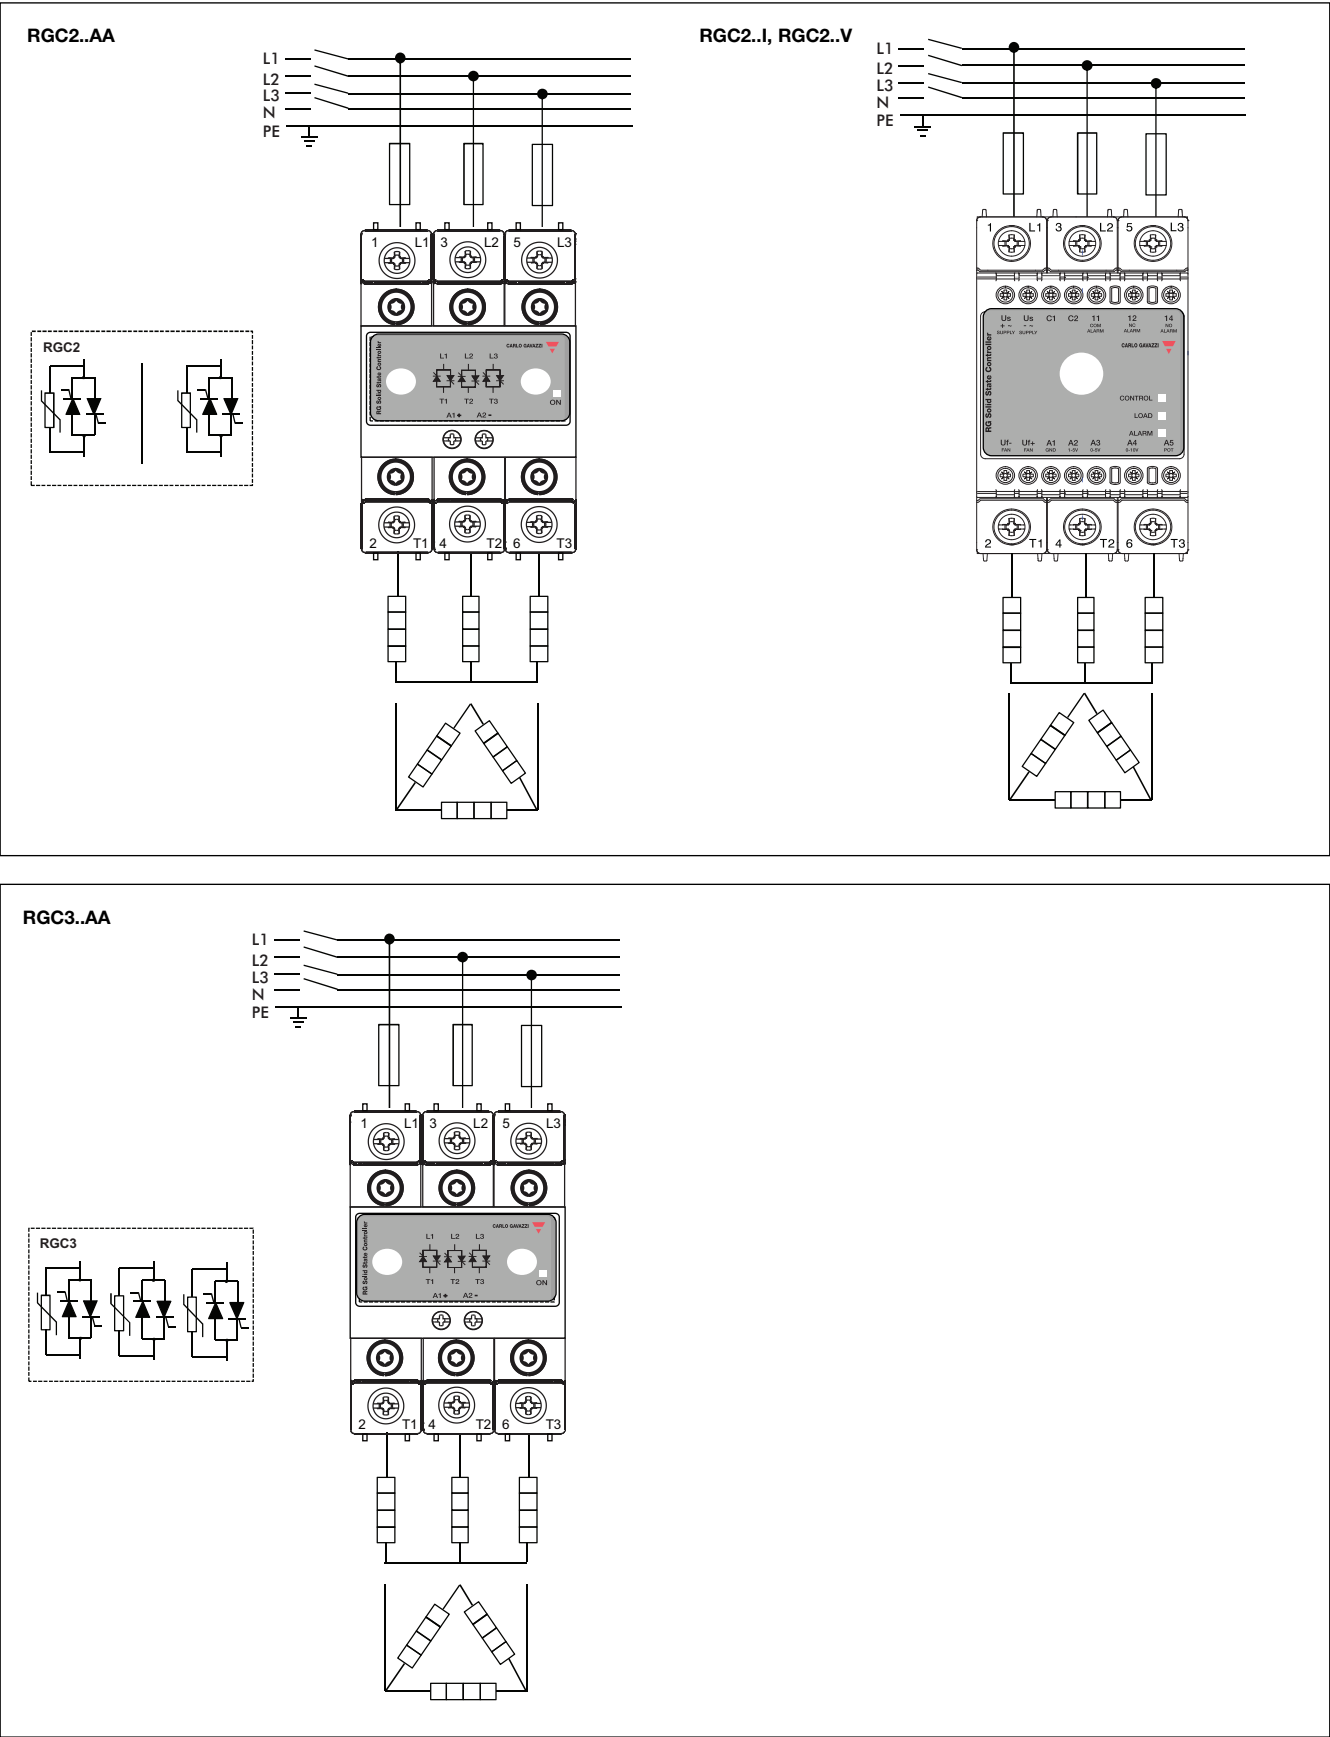 RGC2..AA
L1
L2
L3
N
PE
1 L1 3 L2 5 L3
RG Solid State Controller
CARLO GAVAZZI
L1 L2 L3
T1 T2 T3
ON
A1+ A2-
2 T1 4 T2 6 T3
RGC2
RGC2..I, RGC2..V
L1
L2
L3
N
PE
1 L1 3 L2 5 L3
Us Us C1 C2 11 12 14
+ ~ - ~ COM NC NO
SUPPLY SUPPLY ALARM ALARM ALARM
RG Solid State Controller
CARLO GAVAZZI
CONTROL
LOAD
ALARM
Uf- Uf+ A1 A2 A3 A4 A5
FAN FAN GND 1-5V 0-5V 0-10V POT
2 T1 4 T2 6 T3
RGC3..AA
L1
L2
L3
N
PE
1 L1 3 L2 5 L3
RG Solid State Controller
CARLO GAVAZZI
L1 L2 L3
T1 T2 T3
ON
A1+ A2-
2 T1 4 T2 6 T3
RGC3